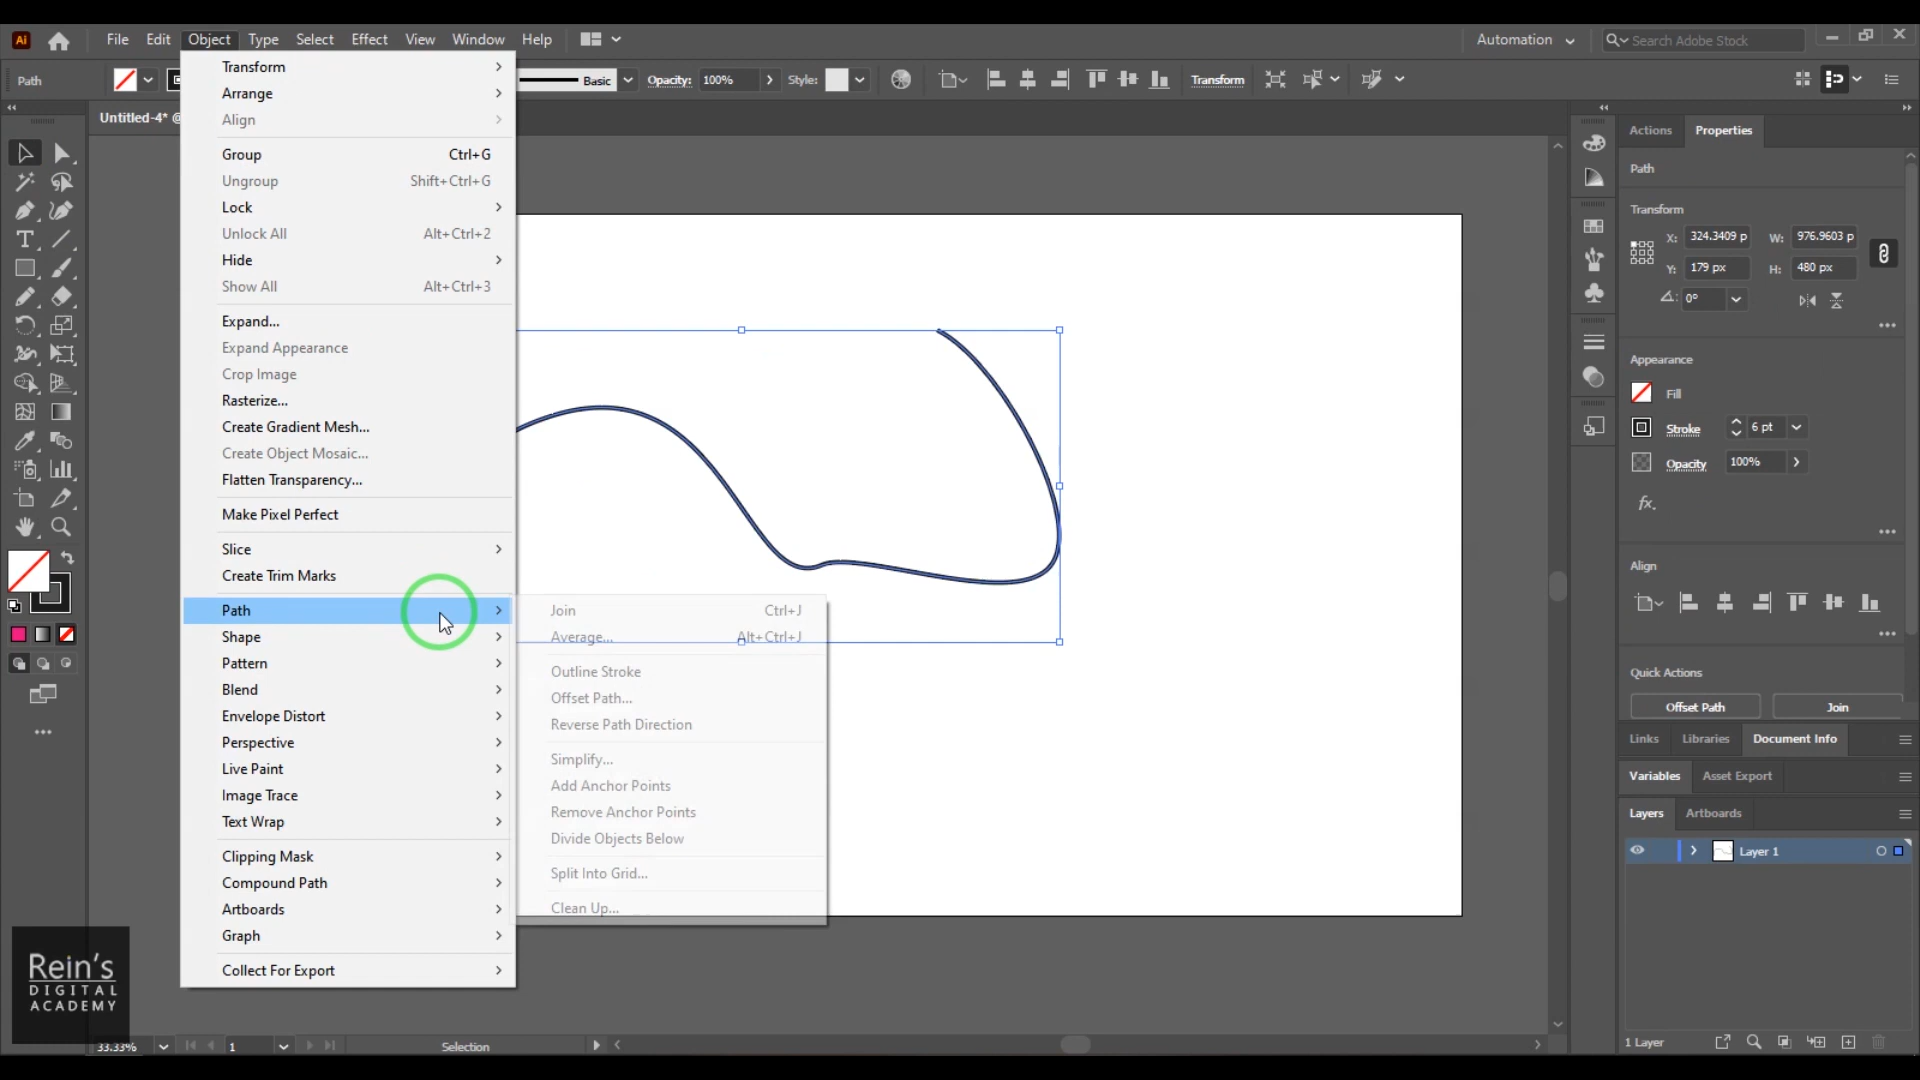 Ai File Edit Object Type Select Effect View Window Help Automation Search Adobe Stock
Path Basic Opacity: 100% Style: Transform
Untitled-4* @
Transform
Arrange
Align
Group Ctrl+G
Ungroup Shift+Ctrl+G
Lock
Unlock All Alt+Ctrl+2
Hide
Show All Alt+Ctrl+3
Expand...
Expand Appearance
Crop Image
Rasterize...
Create Gradient Mesh...
Create Object Mosaic...
Flatten Transparency...
Make Pixel Perfect
Slice
Create Trim Marks
Path
Shape
Pattern
Blend
Envelope Distort
Perspective
Live Paint
Image Trace
Text Wrap
Clipping Mask
Compound Path
Artboards
Graph
Collect For Export
Join Ctrl+J
Average... Alt+Ctrl+J
Outline Stroke
Offset Path...
Reverse Path Direction
Simplify...
Add Anchor Points
Remove Anchor Points
Divide Objects Below
Split Into Grid...
Clean Up...
Actions Properties
Path
Transform
X: 324.3409 p W: 976.9603 p
Y: 179 px H: 480 px
0°
Appearance
Fill
Stroke 6 pt
Opacity 100%
fx.
Align
Quick Actions
Offset Path Join
Links Libraries Document Info
Variables Asset Export
Layers Artboards
Layer 1
1 Layer
Rein's
DIGITAL
ACADEMY
33.33% 1 Selection